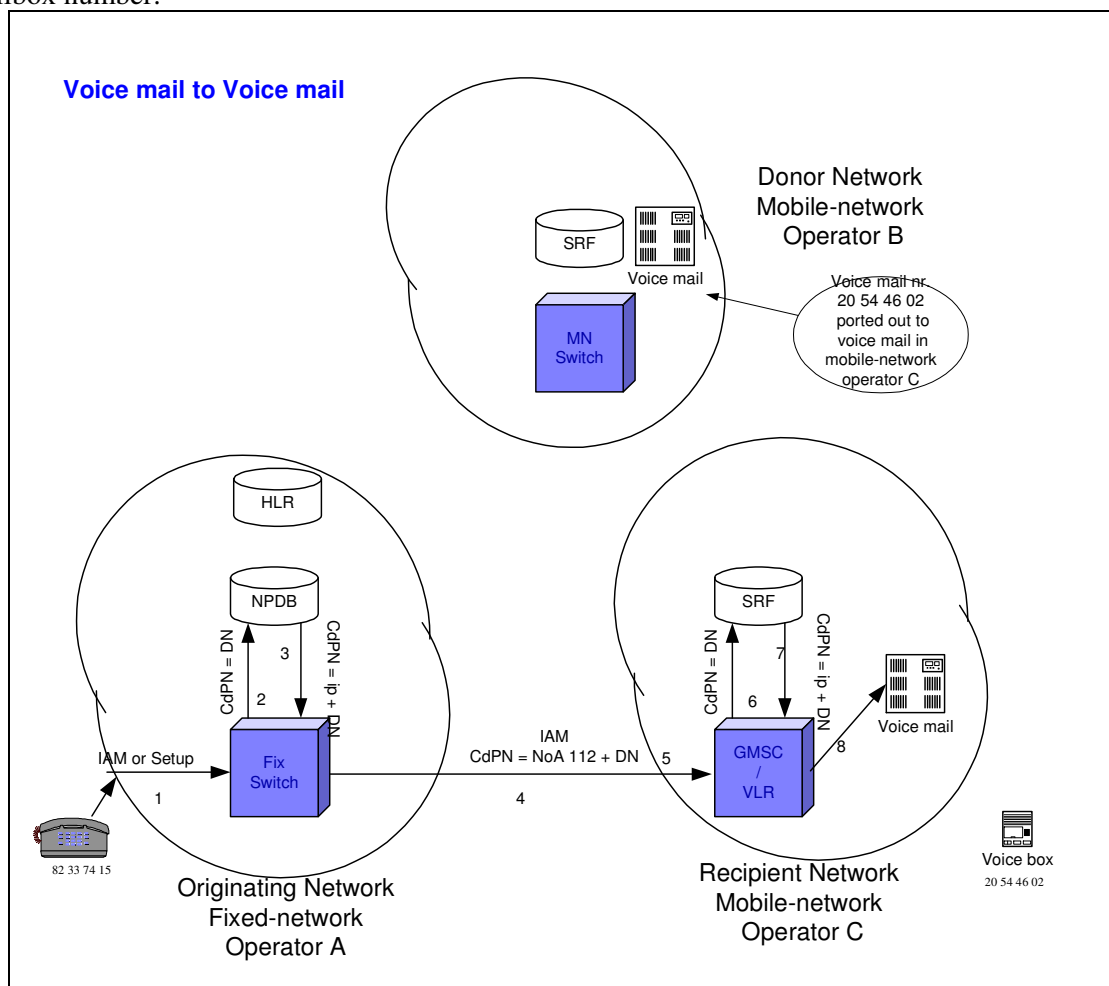 lbox number.
Voice mail to Voice mail
Donor Network
Mobile-network
Operator B
SRF
Voice mail
MN
Switch
Voice mail nr.
20 54 46 02
ported out to
voice mail in
mobile-network
operator C
HLR
NPDB
CdPN = DN
2
3
CdPN = ip + DN
IAM or Setup
1
Fix
Switch
82 33 74 15
Originating Network
Fixed-network
Operator A
IAM
CdPN = NoA 112 + DN
4
5
SRF
CdPN = DN
6
7
CdPN = ip + DN
GMSC
/
VLR
8
Voice mail
Recipient Network
Mobile-network
Operator C
Voice box
20 54 46 02